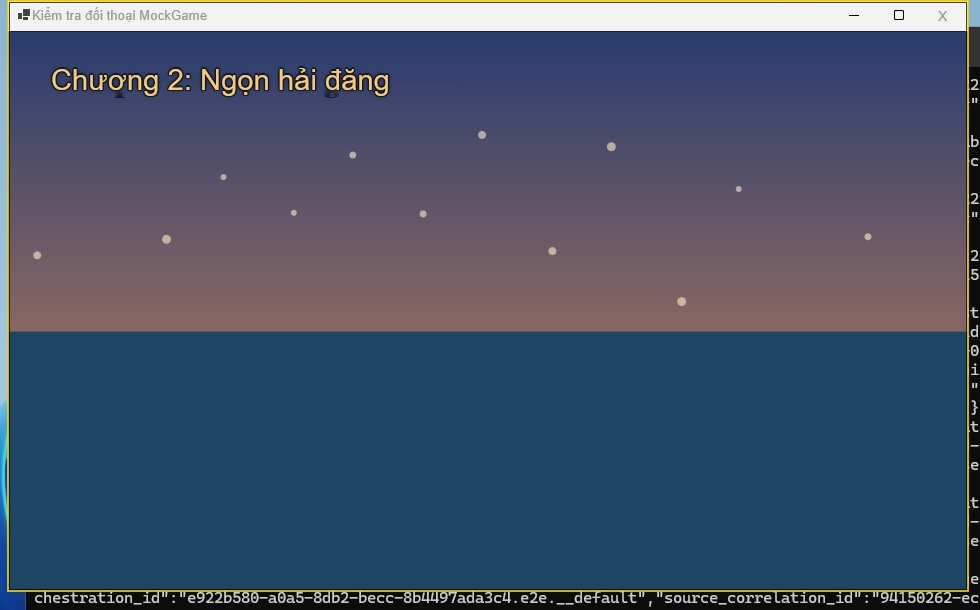 Kiểm tra đối thoại MockGame
Chương 2: Ngọn hải đăng
chestration_id":"e922b580-a0a5-8db2-becc-8b4497ada3c4.e2e.__default","source_correlation_id":"94150262-e